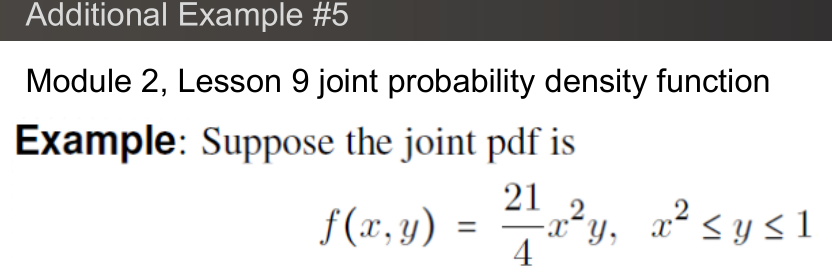 Additional Example #5
Module 2, Lesson 9 joint probability density function
Example: Suppose the joint pdf is
f(x, y) = 21/4 x²y, x² ≤ y ≤ 1